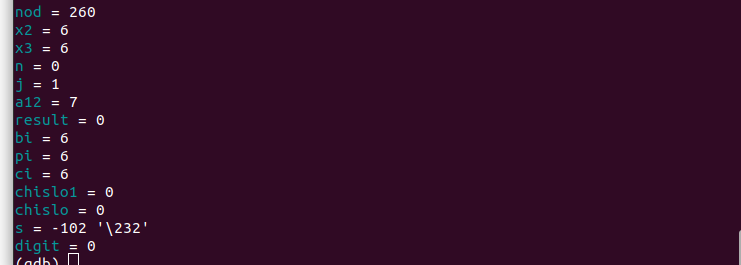 nod = 260
x2 = 6
x3 = 6
n = 0
j = 1
a12 = 7
result = 0
bi = 6
pi = 6
ci = 6
chislo1 = 0
chislo = 0
s = -102 '\232'
digit = 0
(gdb)